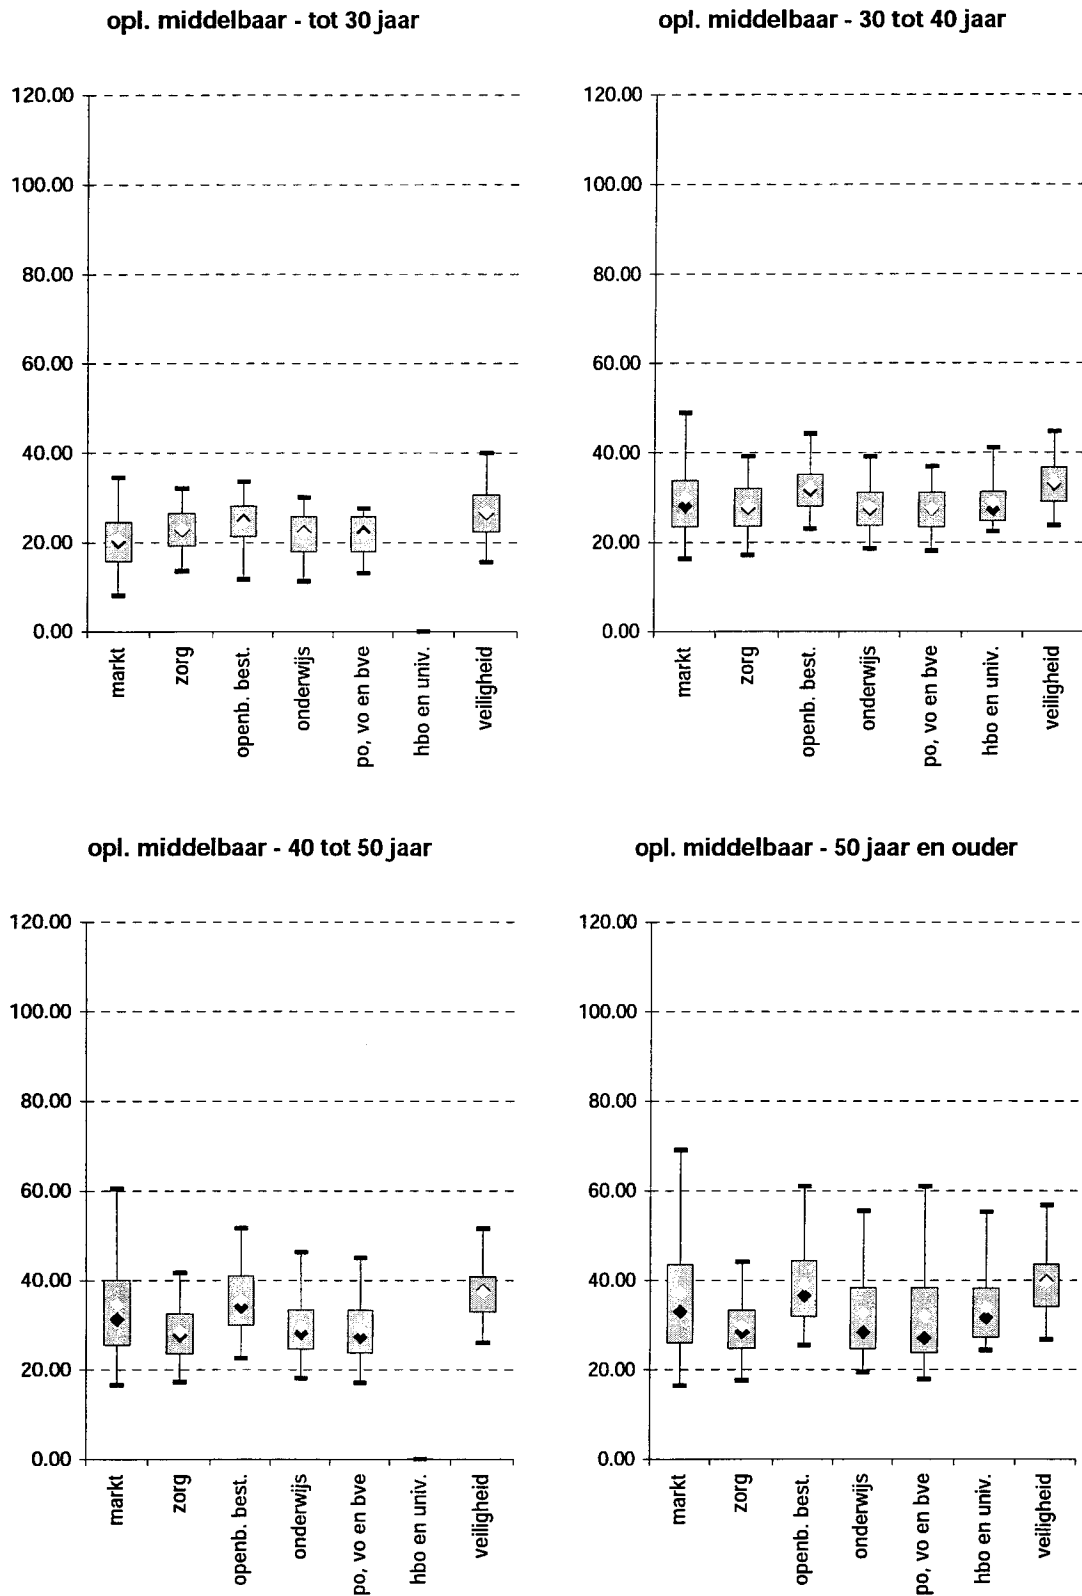 opl. middelbaar - tot 30 jaar
120.00
100.00
80.00
60.00
40.00
20.00
0.00
markt
zorg
openb. best.
onderwijs
po, vo en bve
hbo en univ.
veiligheid
opl. middelbaar - 30 tot 40 jaar
120.00
100.00
80.00
60.00
40.00
20.00
0.00
markt
zorg
openb. best.
onderwijs
po, vo en bve
hbo en univ.
veiligheid
opl. middelbaar - 40 tot 50 jaar
120.00
100.00
80.00
60.00
40.00
20.00
0.00
markt
zorg
openb. best.
onderwijs
po, vo en bve
hbo en univ.
veiligheid
opl. middelbaar - 50 jaar en ouder
120.00
100.00
80.00
60.00
40.00
20.00
0.00
markt
zorg
openb. best.
onderwijs
po, vo en bve
hbo en univ.
veiligheid